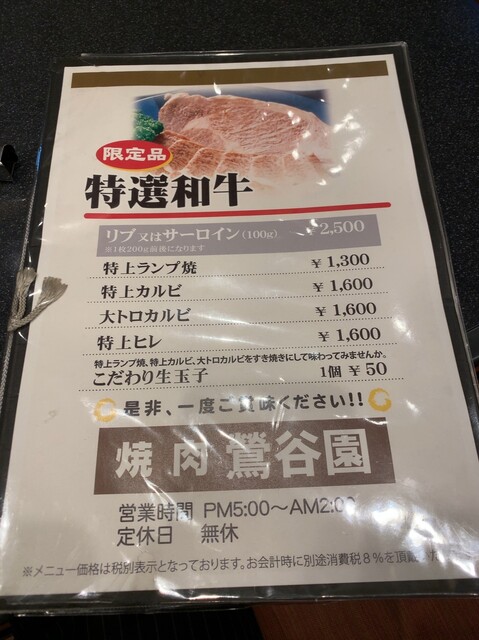 限定品
特選和牛
リブ又はサーロイン(100g) ¥2,500
※1枚200g前後になります
特上ランプ焼 ¥1,300
特上カルビ ¥1,600
大トロカルビ ¥1,600
特上ヒレ ¥1,600
特上ランプ焼、特上カルビ、大トロカルビをすき焼きにして味わってみませんか。
こだわり生玉子 1個 ¥50
是非、一度ご賞味ください!!
焼肉 鶯谷園
営業時間 PM5:00〜AM2:00
定休日 無休
※メニュー価格は税別表示となっております。お会計時に別途消費税8%を頂戴